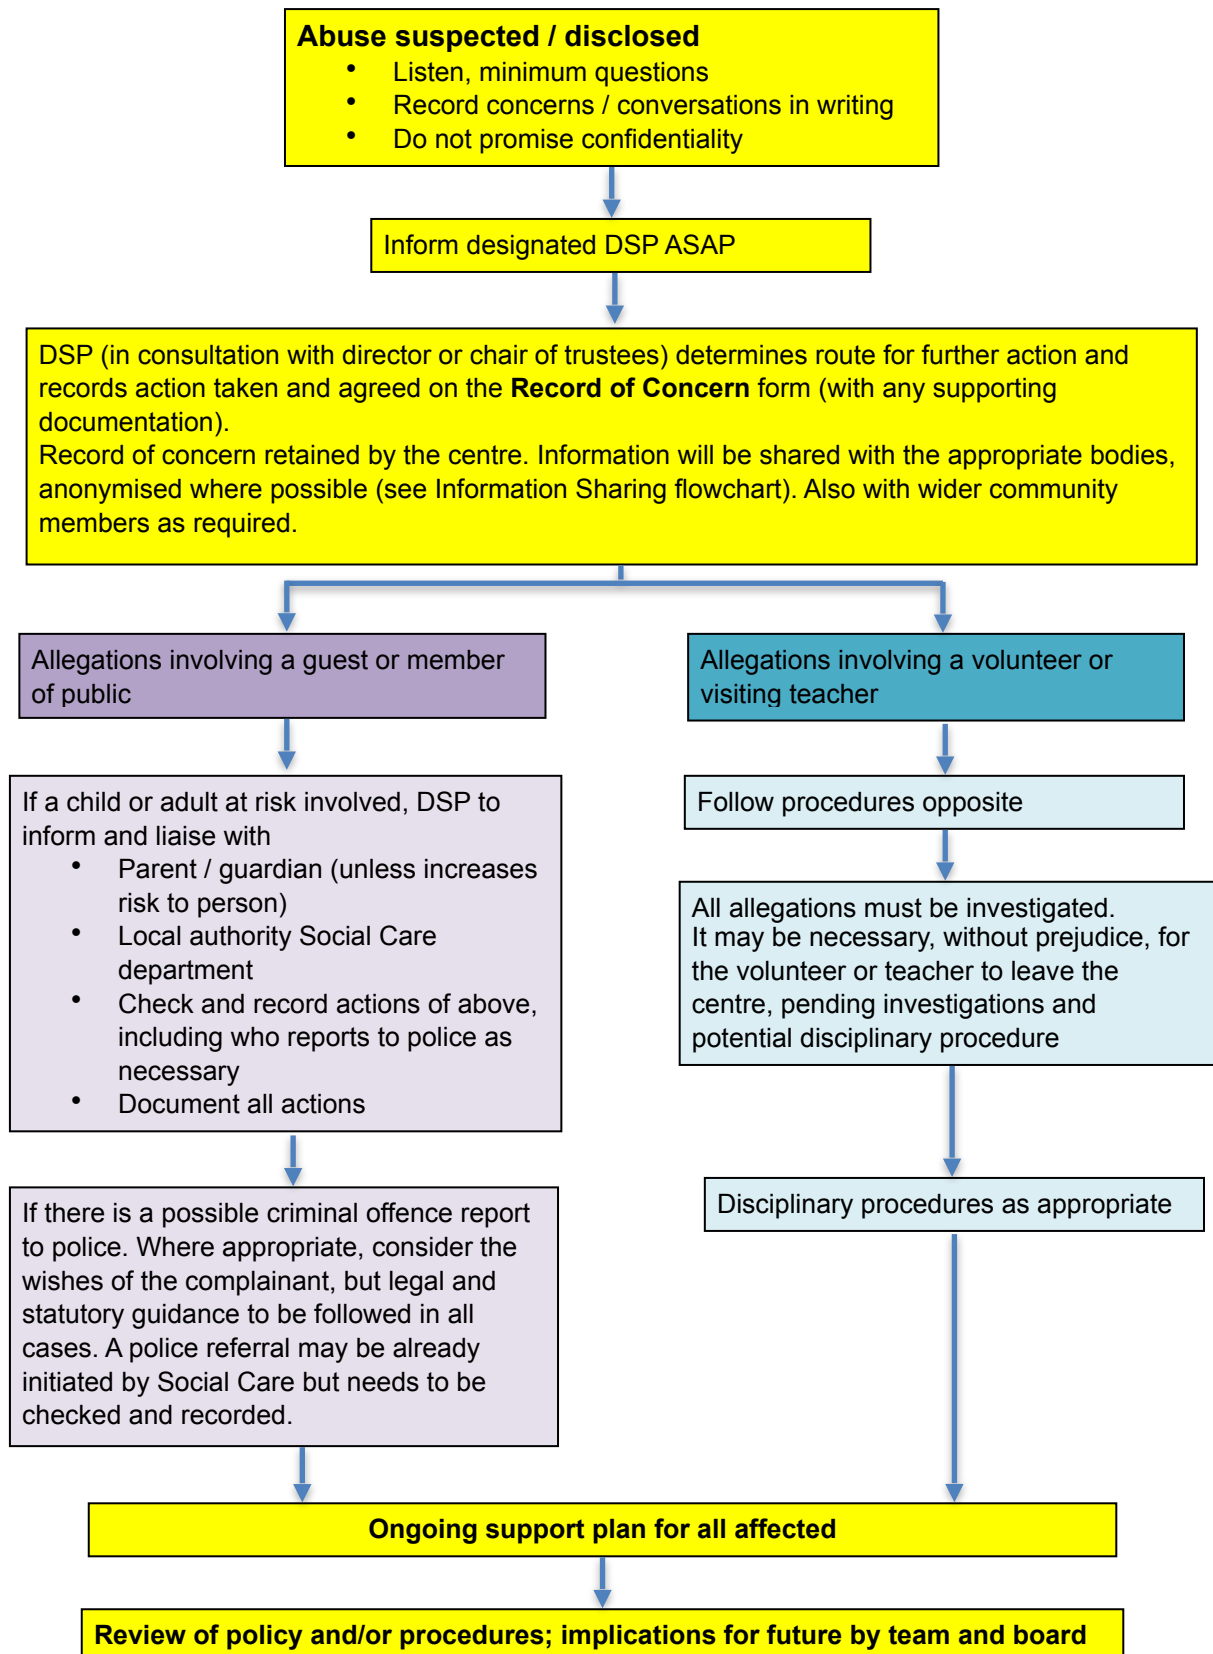 Abuse suspected / disclosed
• Listen, minimum questions
• Record concerns / conversations in writing
• Do not promise confidentiality
Inform designated DSP ASAP
DSP (in consultation with director or chair of trustees) determines route for further action and
records action taken and agreed on the Record of Concern form (with any supporting
documentation).
Record of concern retained by the centre. Information will be shared with the appropriate bodies,
anonymised where possible (see Information Sharing flowchart). Also with wider community
members as required.
Allegations involving a guest or member
of public
If a child or adult at risk involved, DSP to
inform and liaise with
• Parent / guardian (unless increases
risk to person)
• Local authority Social Care
department
• Check and record actions of above,
including who reports to police as
necessary
• Document all actions
If there is a possible criminal offence report
to police. Where appropriate, consider the
wishes of the complainant, but legal and
statutory guidance to be followed in all
cases. A police referral may be already
initiated by Social Care but needs to be
checked and recorded.
Allegations involving a volunteer or
visiting teacher
Follow procedures opposite
All allegations must be investigated.
It may be necessary, without prejudice, for
the volunteer or teacher to leave the
centre, pending investigations and
potential disciplinary procedure
Disciplinary procedures as appropriate
Ongoing support plan for all affected
Review of policy and/or procedures; implications for future by team and board